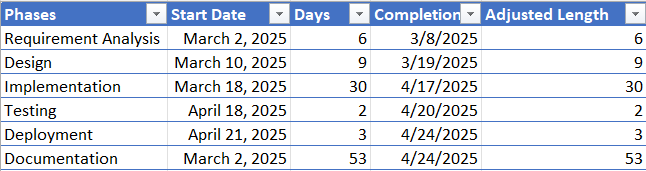 Phases Start Date Days Completion Adjusted Length
Requirement Analysis March 2, 2025 6 3/8/2025 6
Design March 10, 2025 9 3/19/2025 9
Implementation March 18, 2025 30 4/17/2025 30
Testing April 18, 2025 2 4/20/2025 2
Deployment April 21, 2025 3 4/24/2025 3
Documentation March 2, 2025 53 4/24/2025 53